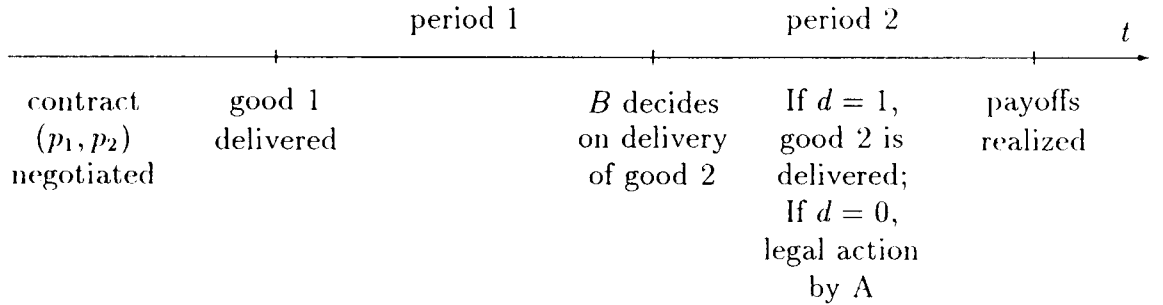 period 1
period 2
t
contract
(p₁, p₂)
negotiated
good 1
delivered
B decides
on delivery
of good 2
If d = 1,
good 2 is
delivered;
If d = 0,
legal action
by A
payoffs
realized